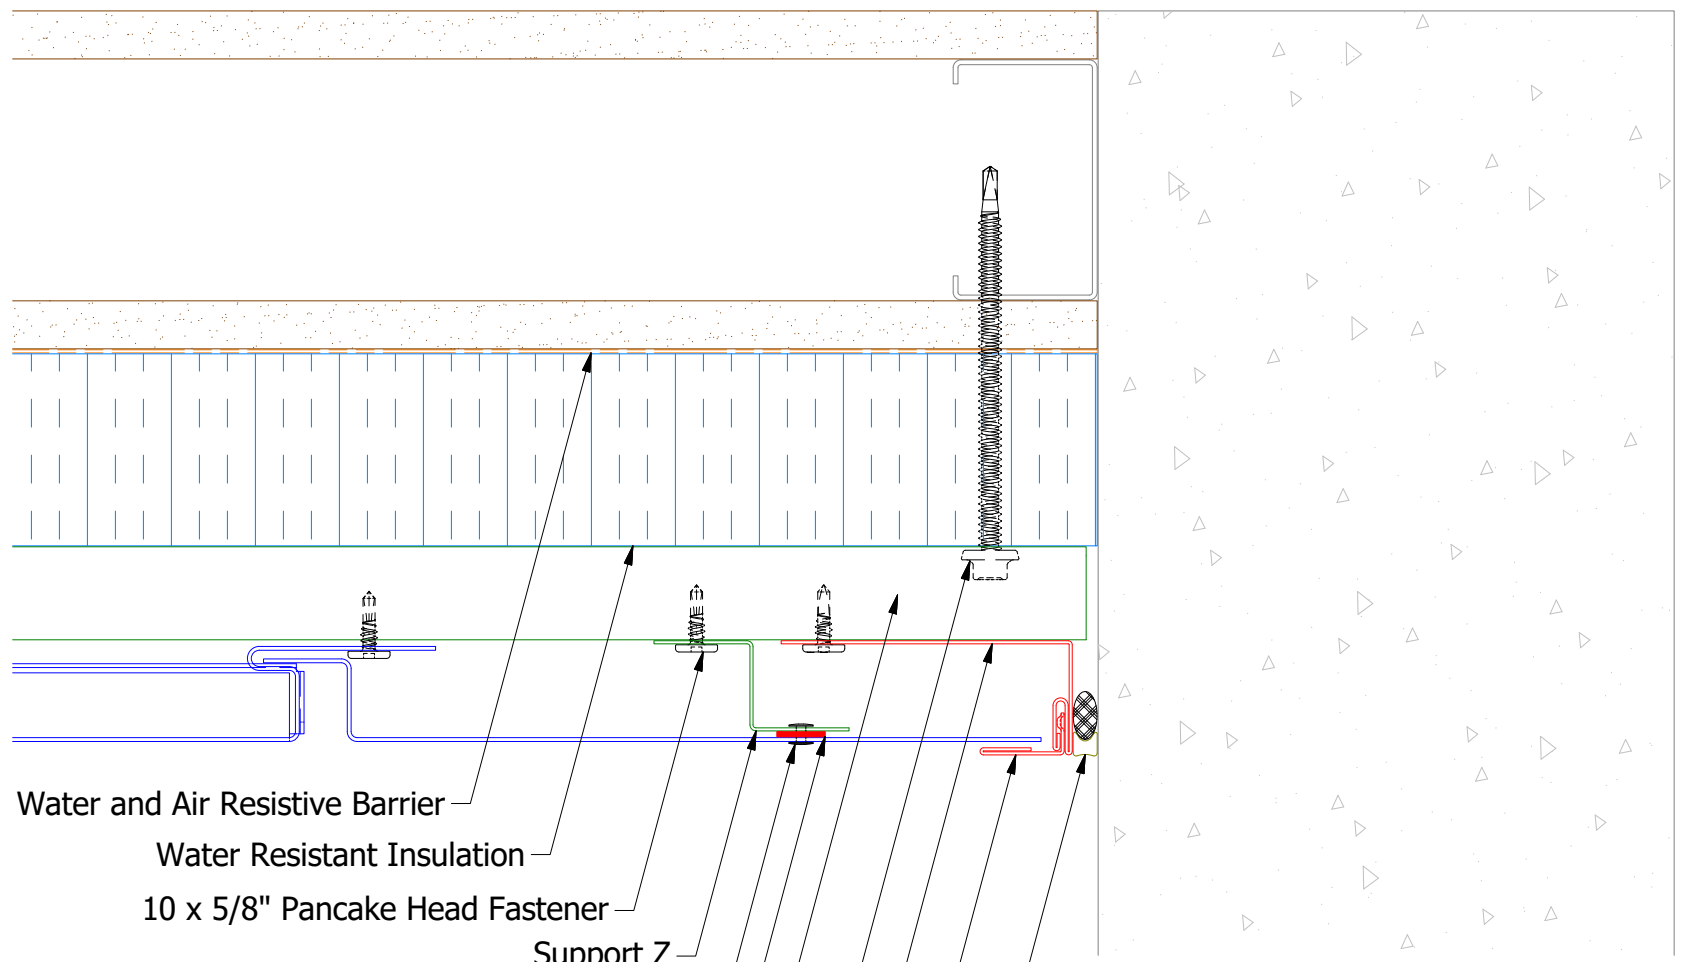 Water and Air Resistive Barrier
Water Resistant Insulation
10 x 5/8" Pancake Head Fastener
Support Z